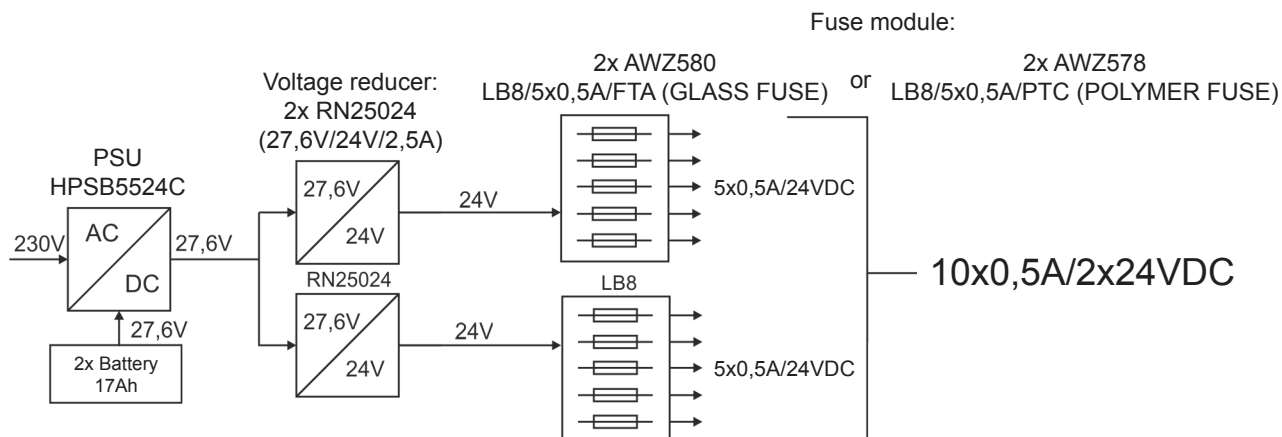 Fuse module:
2x AWZ580
LB8/5x0,5A/FTA (GLASS FUSE)
or
2x AWZ578
LB8/5x0,5A/PTC (POLYMER FUSE)
Voltage reducer:
2x RN25024
(27,6V/24V/2,5A)
PSU
HPSB5524C
230V
AC
DC
27,6V
27,6V
24V
24V
5x0,5A/24VDC
27,6V
2x Battery
17Ah
RN25024
27,6V
24V
24V
LB8
5x0,5A/24VDC
10x0,5A/2x24VDC